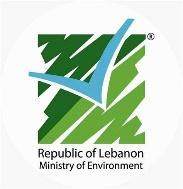 ®
Republic of Lebanon
Ministry of Environment